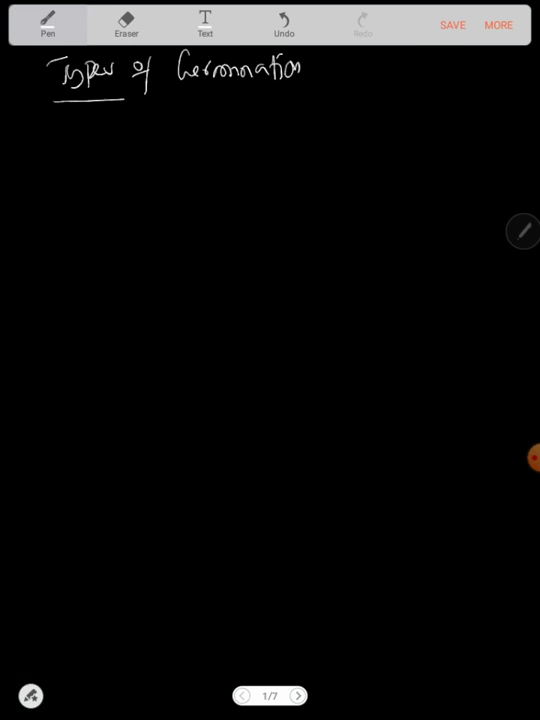 Pen Eraser Text Undo Redo SAVE MORE
Types of Germination
1/7